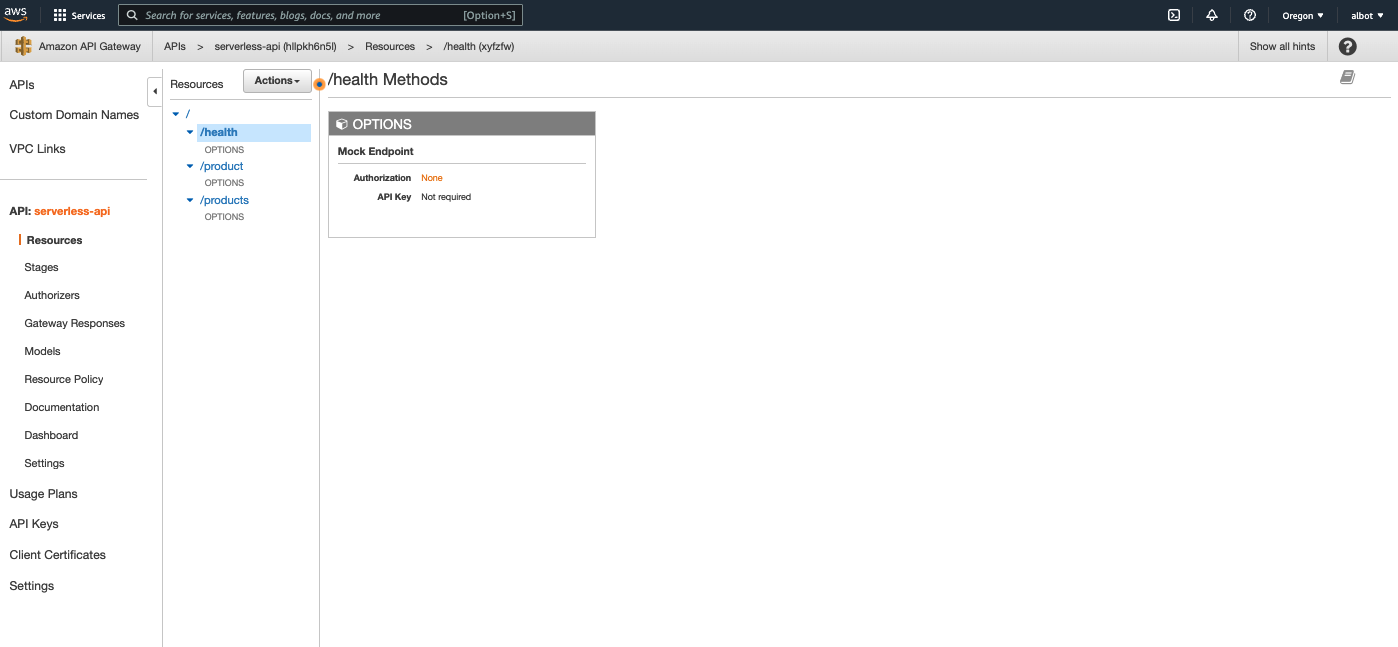 aws
Services
Search for services, features, blogs, docs, and more [Option+S]
Oregon ▼
albot ▼
Amazon API Gateway
APIs > serverless-api (hllpkh6n5l) > Resources > /health (xyfzfw)
Show all hints
APIs
Custom Domain Names
VPC Links
API: serverless-api
Resources
Stages
Authorizers
Gateway Responses
Models
Resource Policy
Documentation
Dashboard
Settings
Usage Plans
API Keys
Client Certificates
Settings
Resources
Actions
/
/health
OPTIONS
/product
OPTIONS
/products
OPTIONS
/health Methods
OPTIONS
Mock Endpoint
Authorization None
API Key Not required